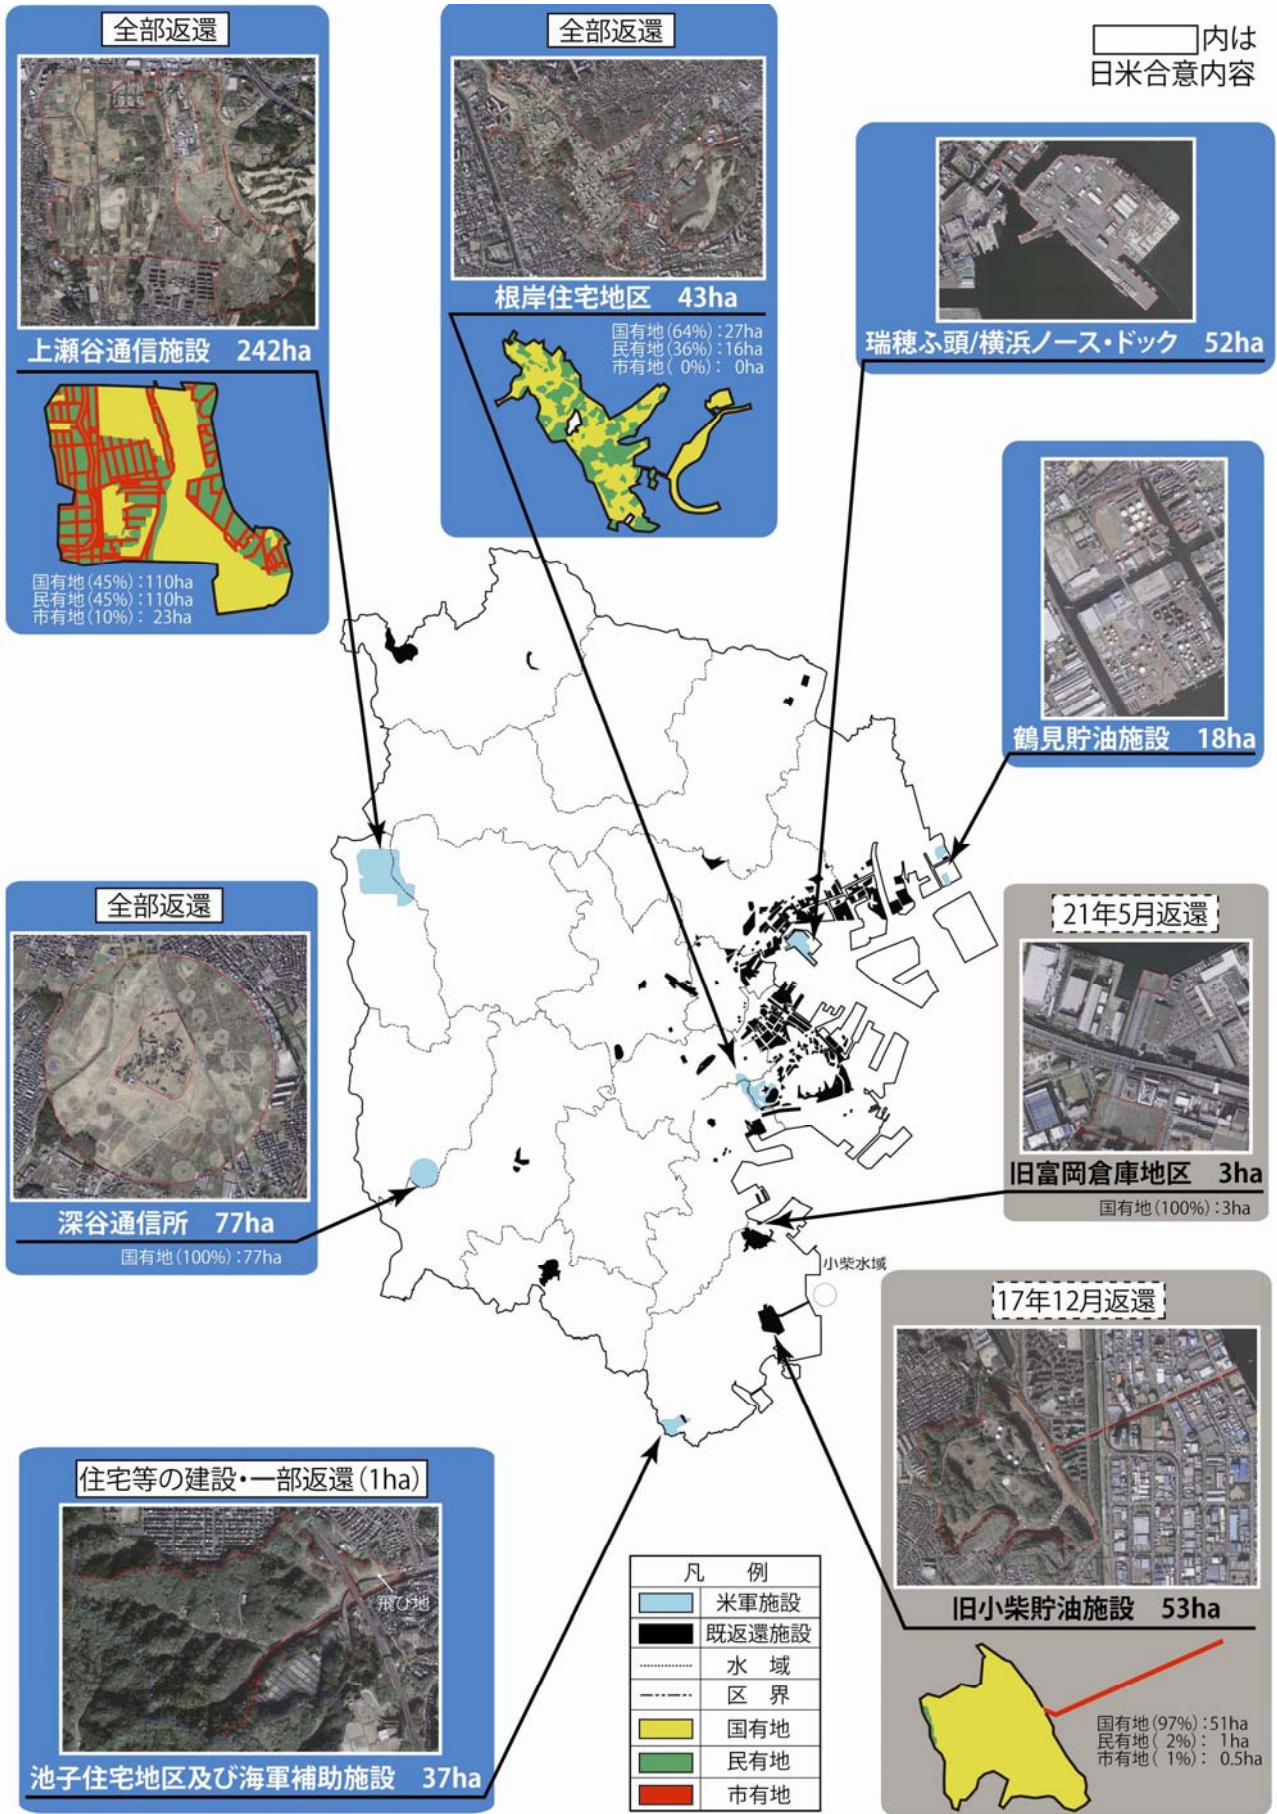 全部返還
上瀬谷通信施設 242ha
国有地(45%):110ha
民有地(45%):110ha
市有地(10%): 23ha
全部返還
根岸住宅地区 43ha
国有地(64%):27ha
民有地(36%):16ha
市有地( 0%): 0ha
内は
日米合意内容
瑞穂ふ頭/横浜ノース・ドック 52ha
鶴見貯油施設 18ha
全部返還
深谷通信所 77ha
国有地(100%):77ha
21年5月返還
旧富岡倉庫地区 3ha
国有地(100%):3ha
小柴水域
17年12月返還
旧小柴貯油施設 53ha
国有地(97%):51ha
民有地( 2%): 1ha
市有地( 1%): 0.5ha
住宅等の建設・一部返還(1ha)
飛び地
池子住宅地区及び海軍補助施設 37ha
凡 例
米軍施設
既返還施設
水 域
区 界
国有地
民有地
市有地